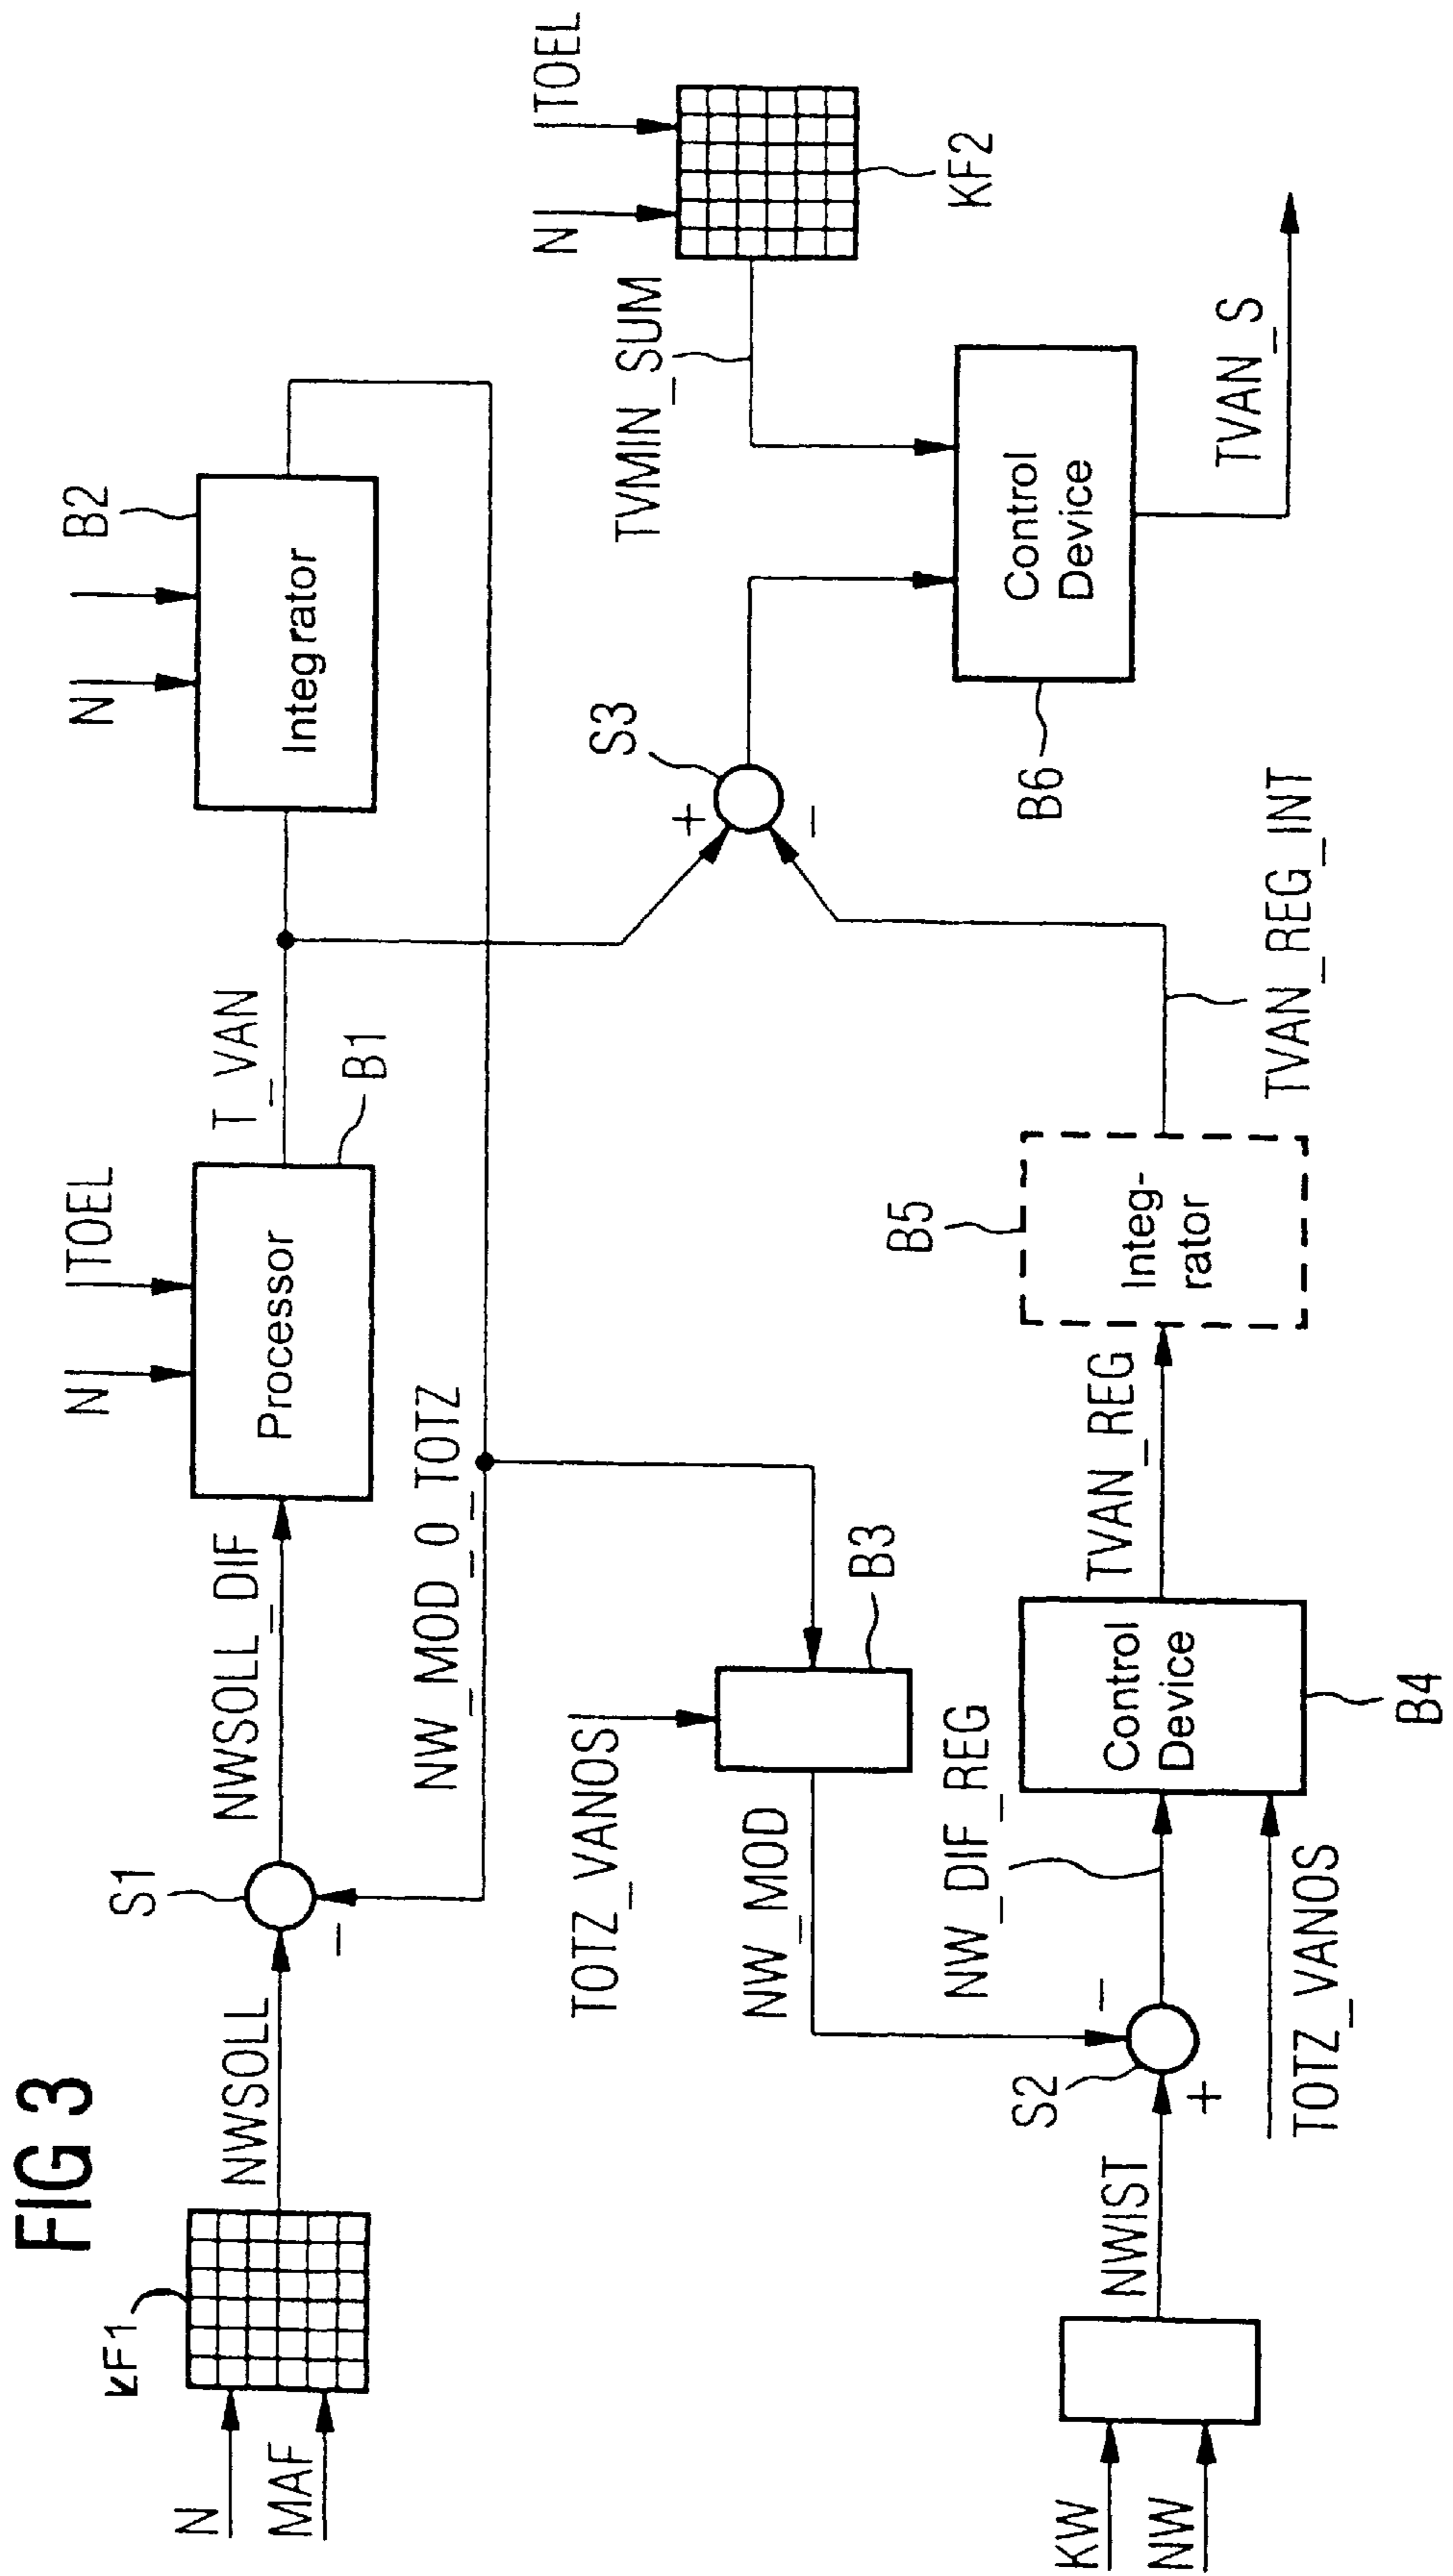 FIG 3
KF1
N
MAF
NWSOLL
S1
−
NWSOLL_DIF
N
TOEL
Processor
B1
T_VAN
N
B2
Integrator
NW_MOD_0_TOTZ
TOTZ_VANOS
B3
NW_MOD
KW
NW
NWIST
S2
+
−
NW_DIF_REG
TOTZ_VANOS
Control
Device
B4
TVAN_REG
B5
Integ-
rator
TVAN_REG_INT
S3
+
−
N
TOEL
KF2
TVMIN_SUM
Control
Device
B6
TVAN_S